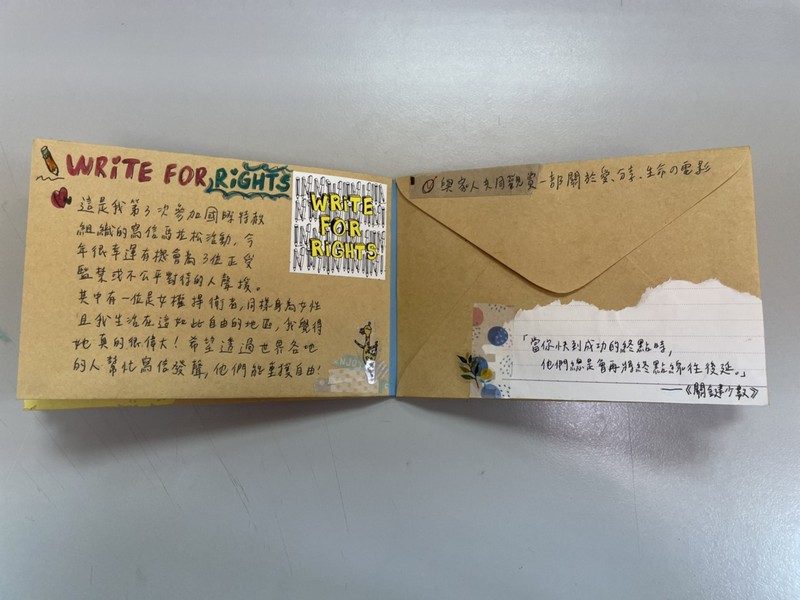 WRITE FOR RIGHTS
這是我第3次參加國際特赦
組織的寫信馬拉松活動。今
年很幸運有機會為3位正受
監禁或不公平對待的人聲援。
其中有一位是女權捍衛者,同樣身為女性
且我生活在這如此自由的地區,我覺得
她真的很偉大!希望透過世界各地
的人幫忙寫信發聲,他們能重獲自由!
WRITE
FOR
RIGHTS
ENJOY
與家人共同觀賞一部關於愛、分享、生命的電影
「當你快到成功的終點時,
他們總是會再將終點線往後延。」
——《關鍵少數》